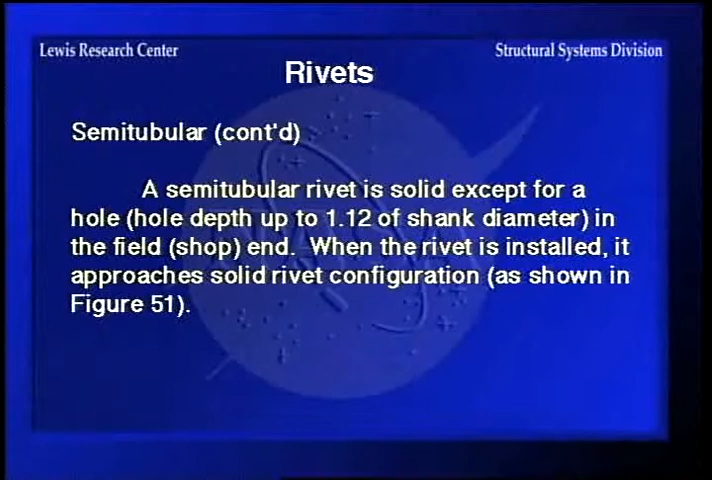 Lewis Research Center
Structural Systems Division
Rivets
Semitubular (cont'd)
A semitubular rivet is solid except for a
hole (hole depth up to 1.12 of shank diameter) in
the field (shop) end. When the rivet is installed, it
approaches solid rivet configuration (as shown in
Figure 51).